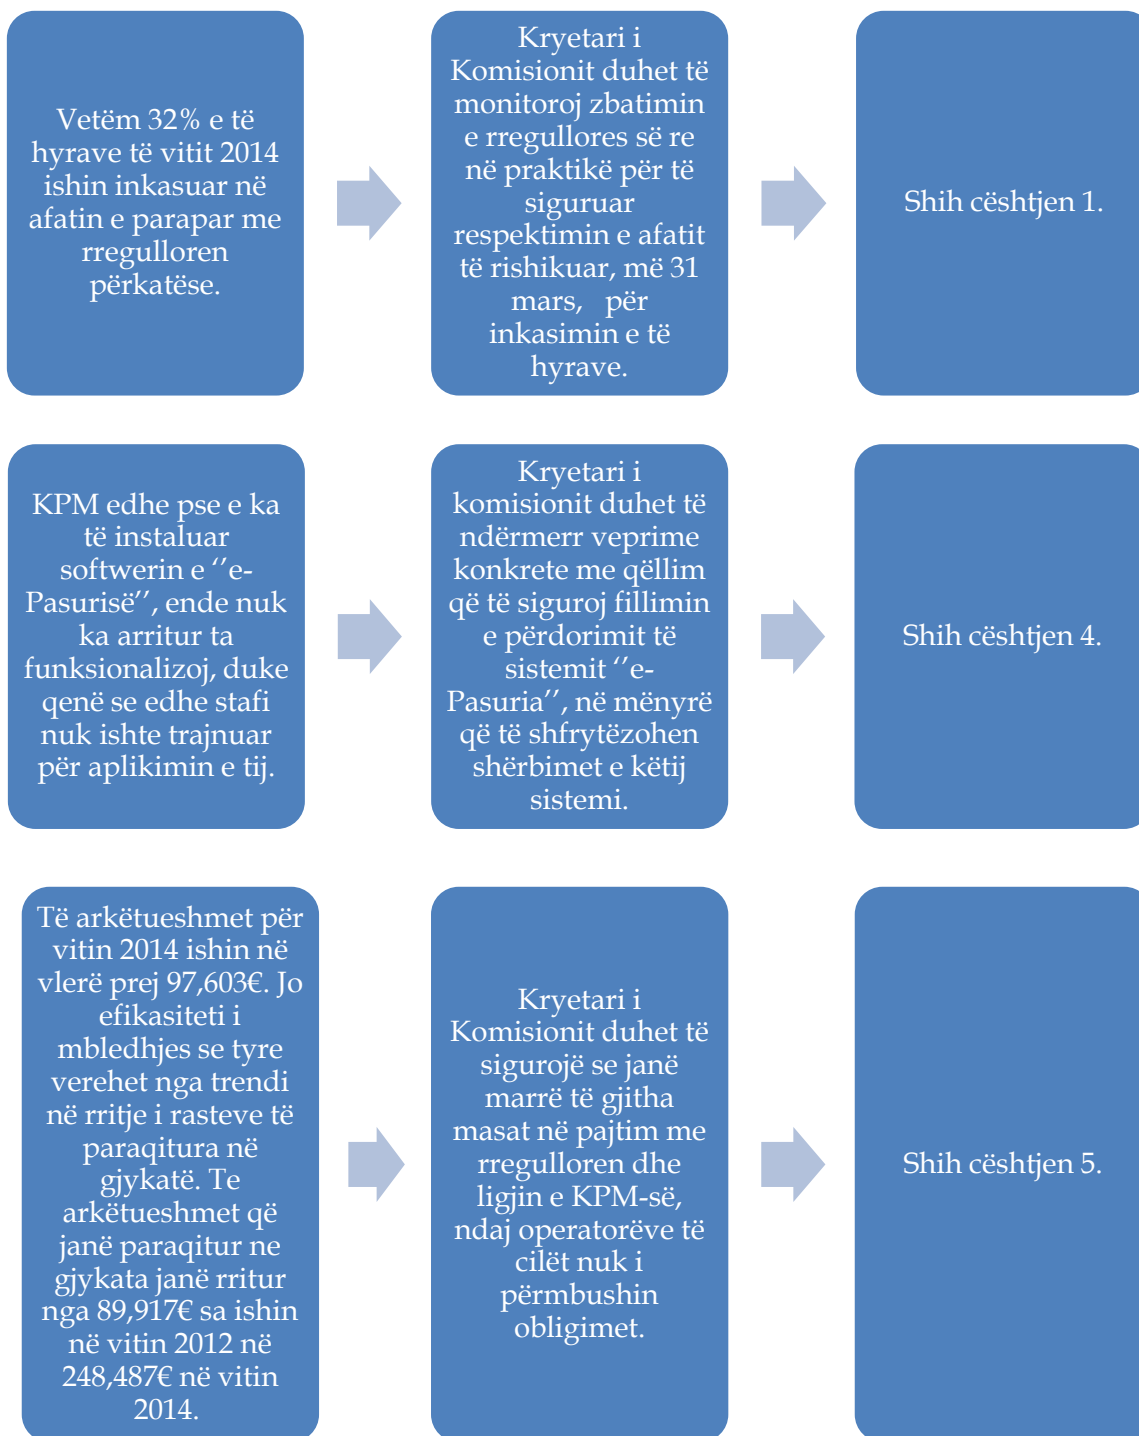 Vetëm 32% e të
hyrave të vitit 2014
ishin inkasuar në
afatin e parapar me
rregulloren
përkatëse.
Kryetari i
Komisionit duhet të
monitoroj zbatimin
e rregullores së re
në praktikë për të
siguruar
respektimin e afatit
të rishikuar, më 31
mars, për
inkasimin e të
hyrave.
Shih cështjen 1.
KPM edhe pse e ka
të instaluar
softwerin e ‘’e-
Pasurisë’’, ende nuk
ka arritur ta
funksionalizoj, duke
qenë se edhe stafi
nuk ishte trajnuar
për aplikimin e tij.
Kryetari i
komisionit duhet të
ndërmerr veprime
konkrete me qëllim
që të siguroj fillimin
e përdorimit të
sistemit ‘’e-
Pasuria’’, në mënyrë
që të shfrytëzohen
shërbimet e këtij
sistemi.
Shih cështjen 4.
Të arkëtueshmet për
vitin 2014 ishin në
vlerë prej 97,603€. Jo
efikasiteti i
mbledhjes se tyre
verehet nga trendi
në rritje i rasteve të
paraqitura në
gjykatë. Te
arkëtueshmet që
janë paraqitur ne
gjykata janë rritur
nga 89,917€ sa ishin
në vitin 2012 në
248,487€ në vitin
2014.
Kryetari i
Komisionit duhet të
sigurojë se janë
marrë të gjitha
masat në pajtim me
rregulloren dhe
ligjin e KPM-së,
ndaj operatorëve të
cilët nuk i
përmbushin
obligimet.
Shih cështjen 5.